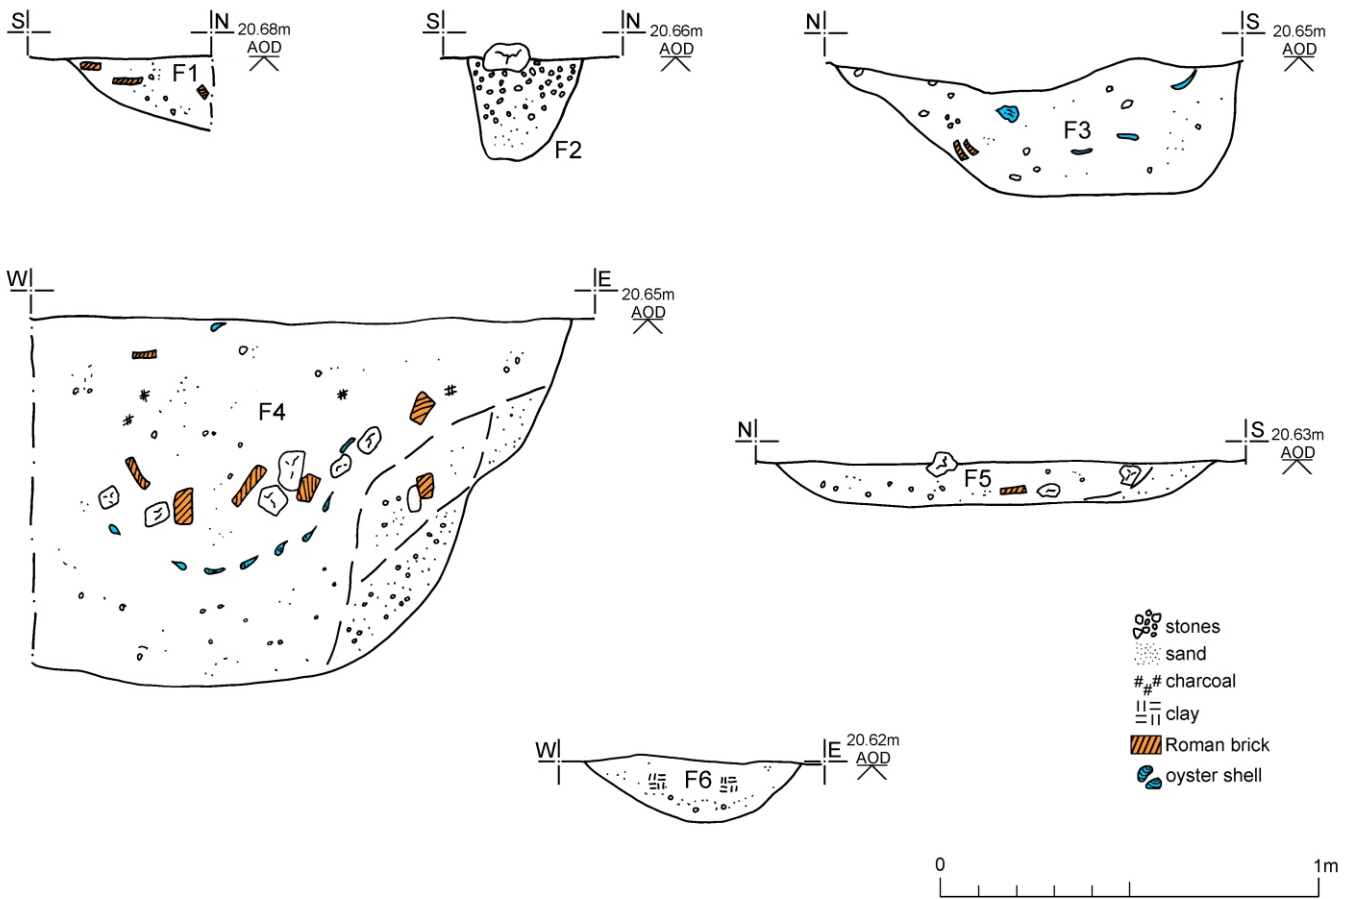 S N 20.68m
AOD
F1
S N 20.66m
AOD
F2
N S 20.65m
AOD
F3
W E 20.65m
AOD
F4
N S 20.63m
AOD
F5
W E 20.62m
AOD
F6
stones
sand
charcoal
clay
Roman brick
oyster shell
0 1m